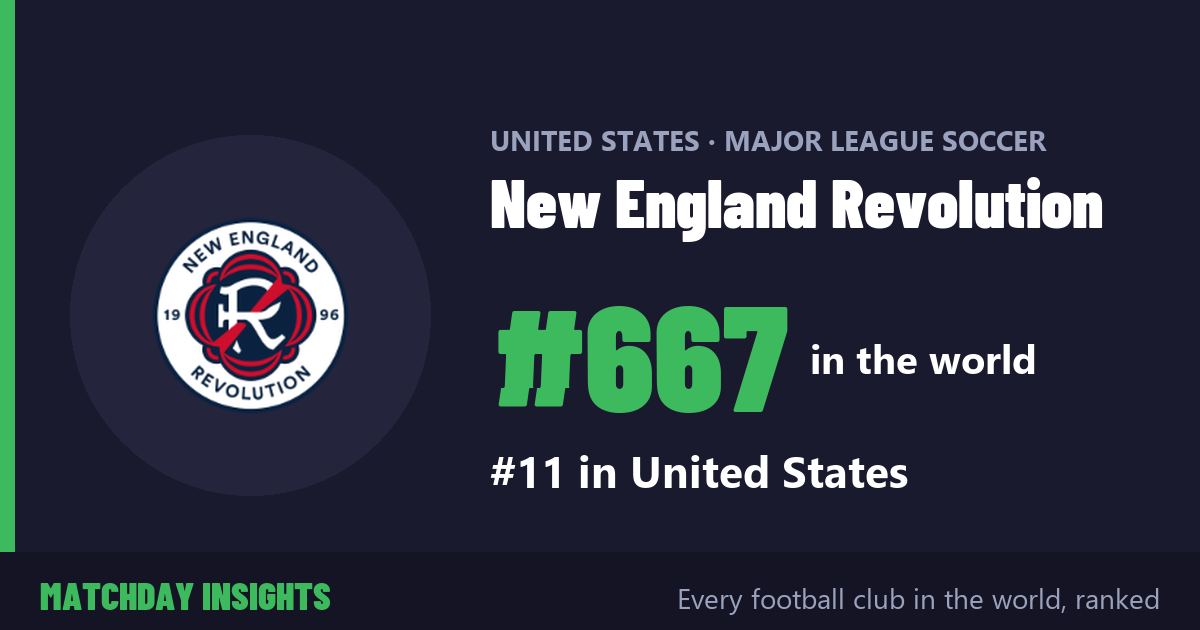 UNITED STATES · MAJOR LEAGUE SOCCER
New England Revolution
NEW ENGLAND
19 R 96
REVOLUTION
#667 in the world
#11 in United States
MATCHDAY INSIGHTS
Every football club in the world, ranked